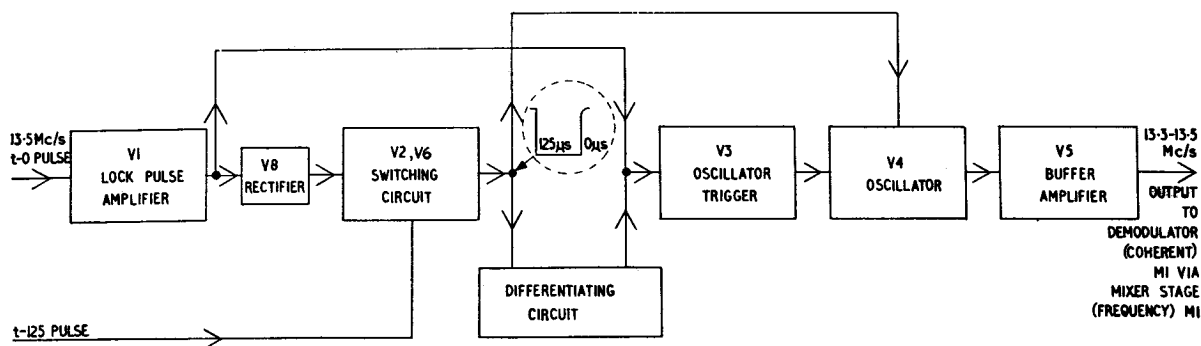 13.5 Mc/s
t-0 PULSE
V1
LOCK PULSE
AMPLIFIER
V8
RECTIFIER
V2, V6
SWITCHING
CIRCUIT
125µs
0µs
V3
OSCILLATOR
TRIGGER
V4
OSCILLATOR
V5
BUFFER
AMPLIFIER
13·3-13·5
Mc/s
OUTPUT
TO
DEMODULATOR
(COHERENT)
M1 VIA
MIXER STAGE
(FREQUENCY) M1
DIFFERENTIATING
CIRCUIT
t-125 PULSE